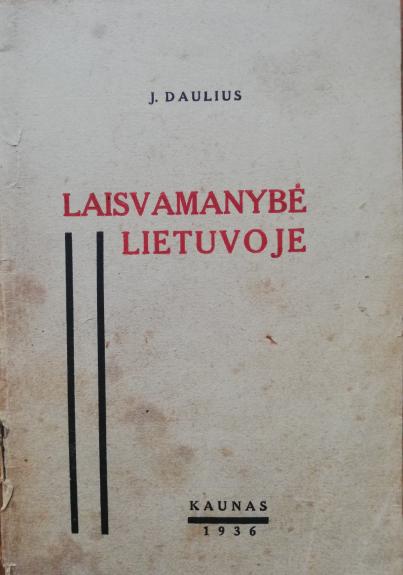 J. DAULIUS
LAISVAMANYBĖ
LIETUVOJE
KAUNAS
1936